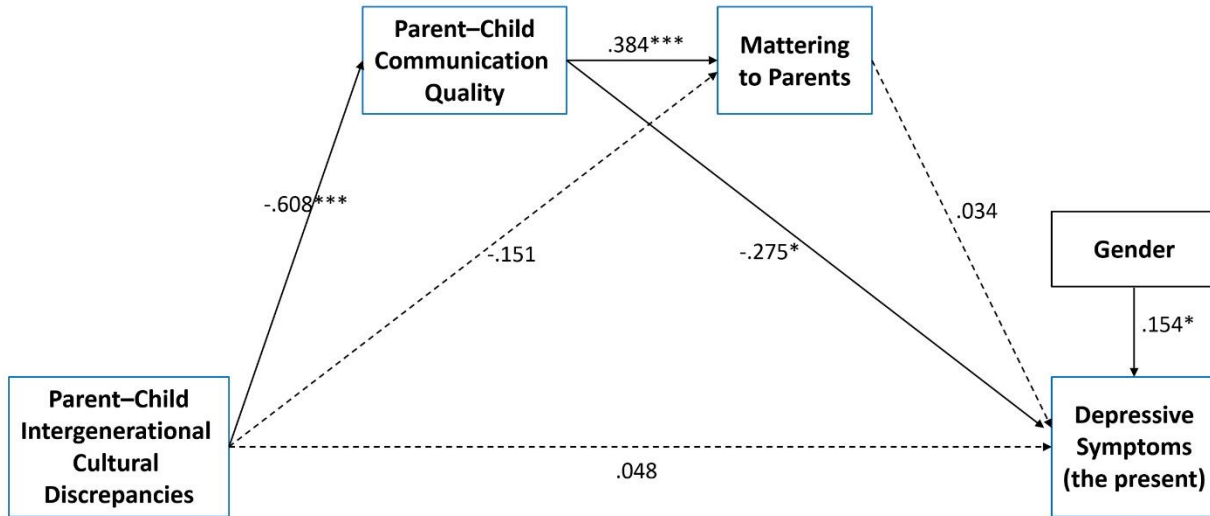 Parent–Child
Communication
Quality
.384***
Mattering
to Parents
-.608***
-.151
-.275*
.034
Gender
.154*
Parent–Child
Intergenerational
Cultural
Discrepancies
.048
Depressive
Symptoms
(the present)